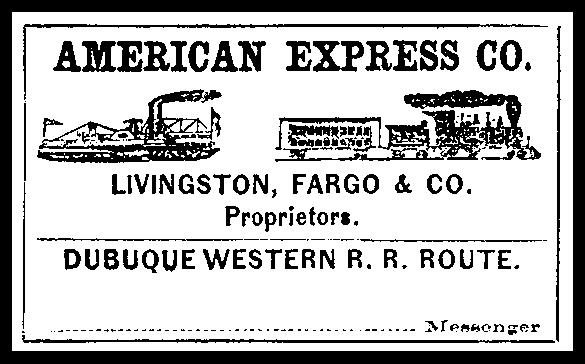 AMERICAN EXPRESS CO.
LIVINGSTON, FARGO & CO.
Proprietors.
DUBUQUE WESTERN R. R. ROUTE.
Messenger